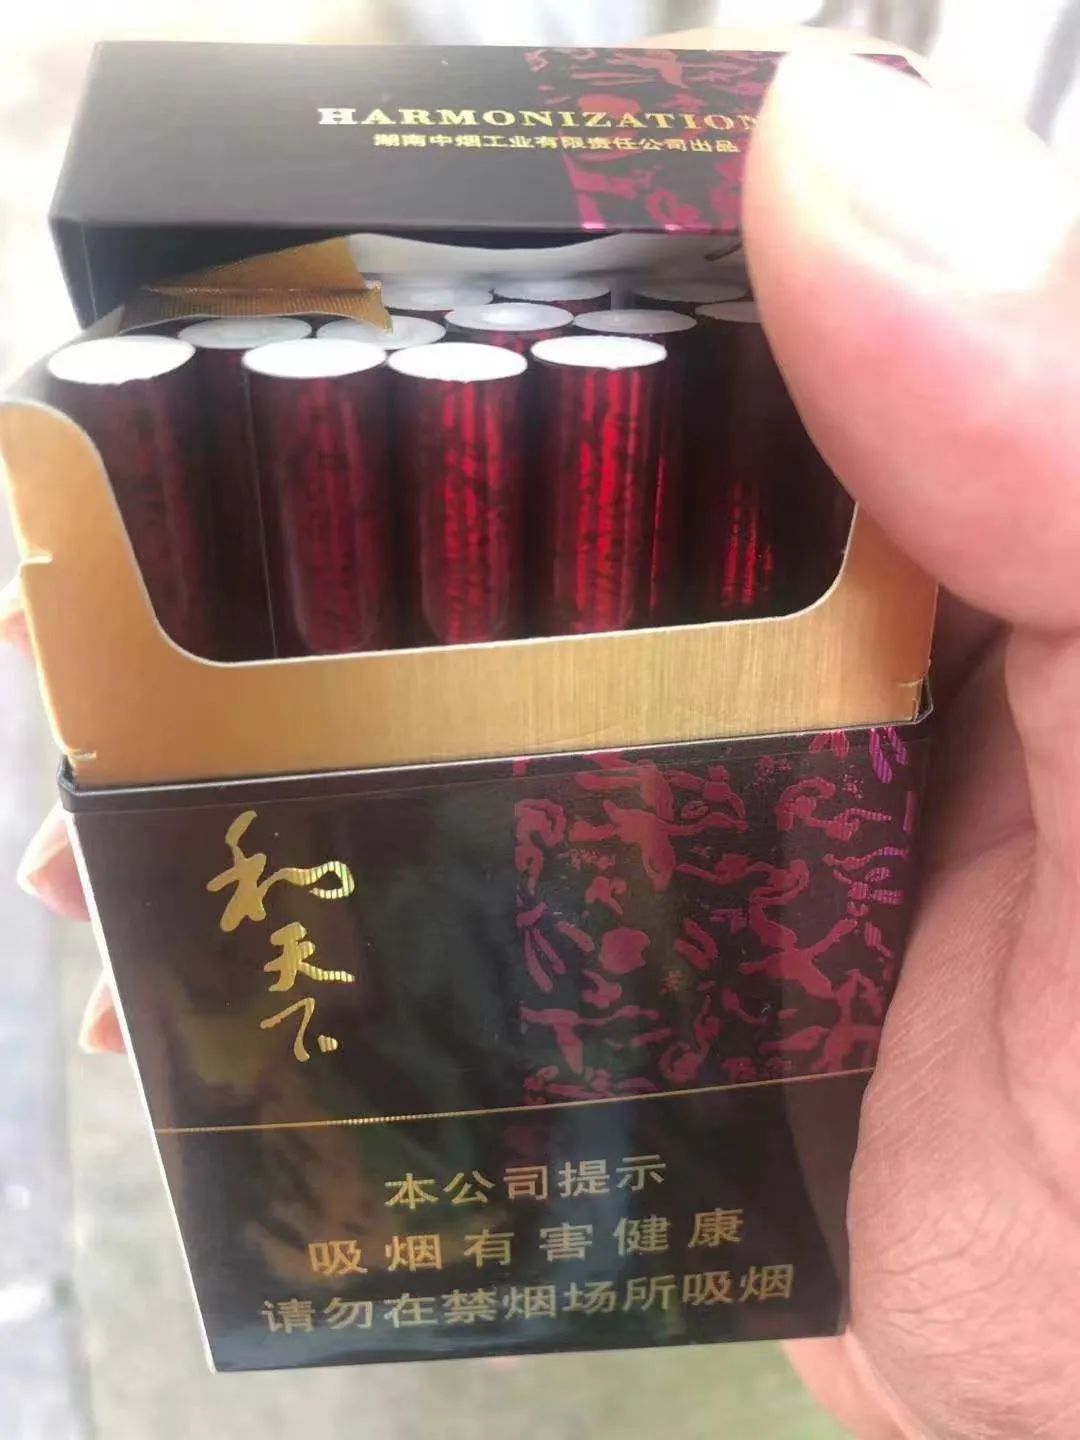 HARMONIZATION
湖南中烟工业有限责任公司出品
和天下
本公司提示
吸烟有害健康
请勿在禁烟场所吸烟